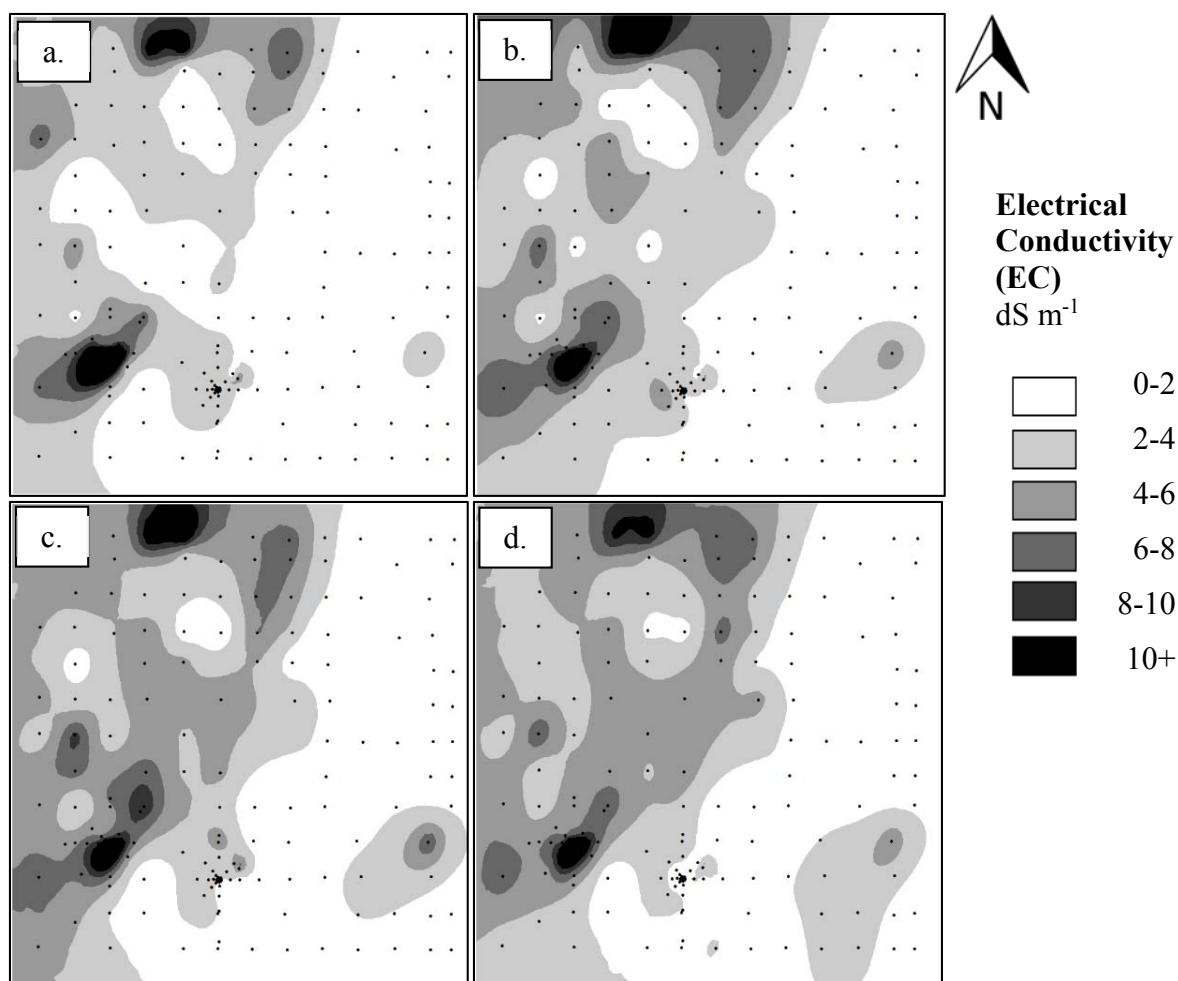 a.
b.
c.
d.
N
Electrical
Conductivity
(EC)
dS m⁻¹
0-2
2-4
4-6
6-8
8-10
10+